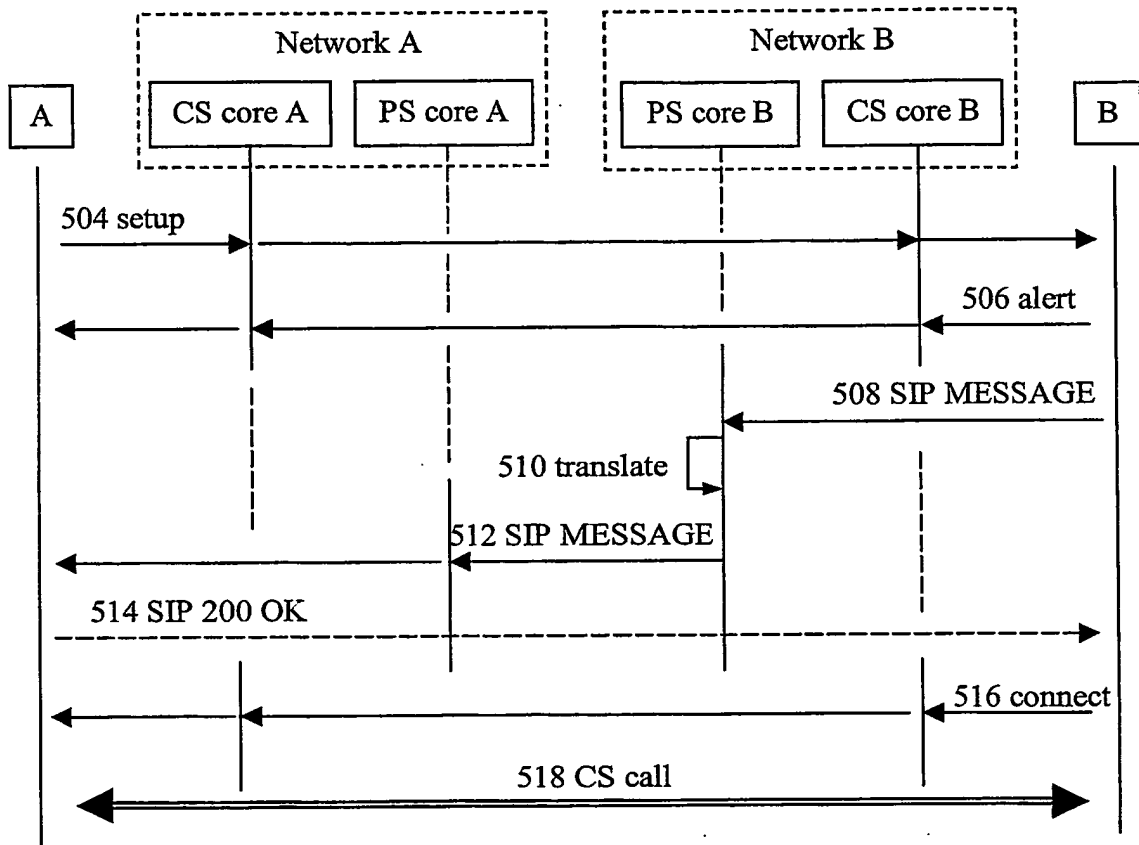 Network A
Network B
A
CS core A
PS core A
PS core B
CS core B
B
504 setup
506 alert
508 SIP MESSAGE
510 translate
512 SIP MESSAGE
514 SIP 200 OK
516 connect
518 CS call